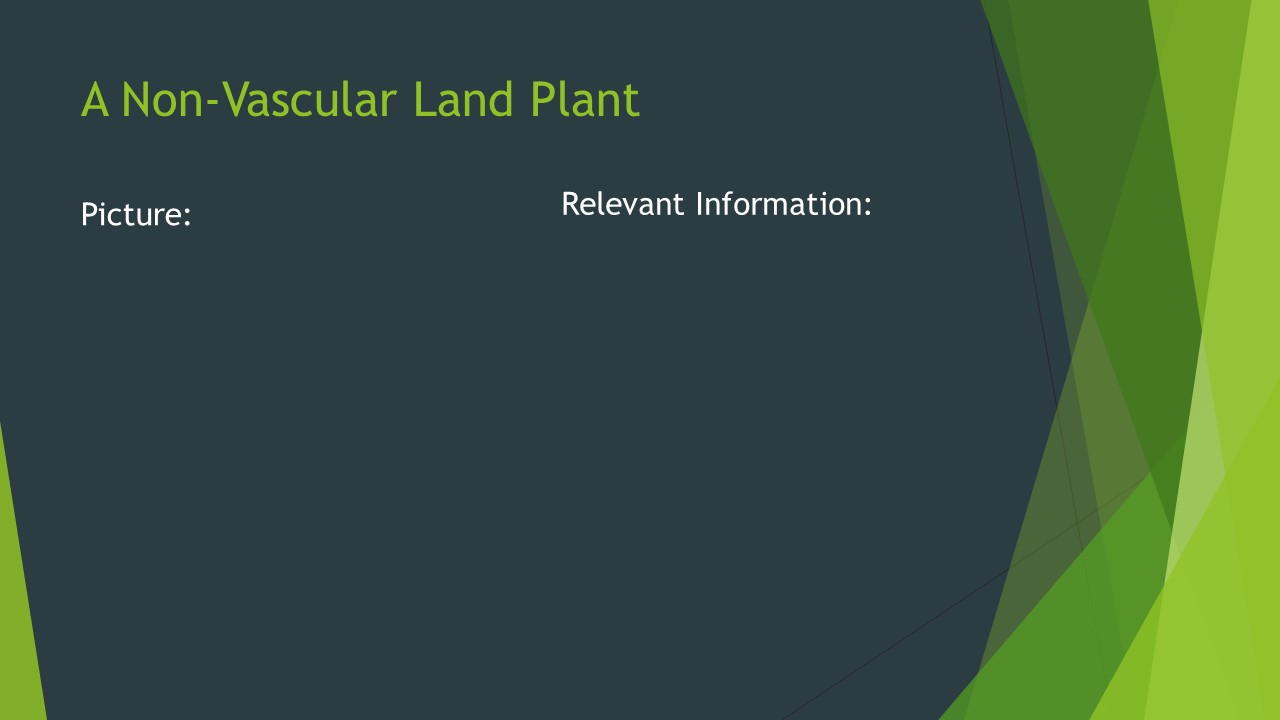 A Non-Vascular Land Plant
Picture:
Relevant Information: